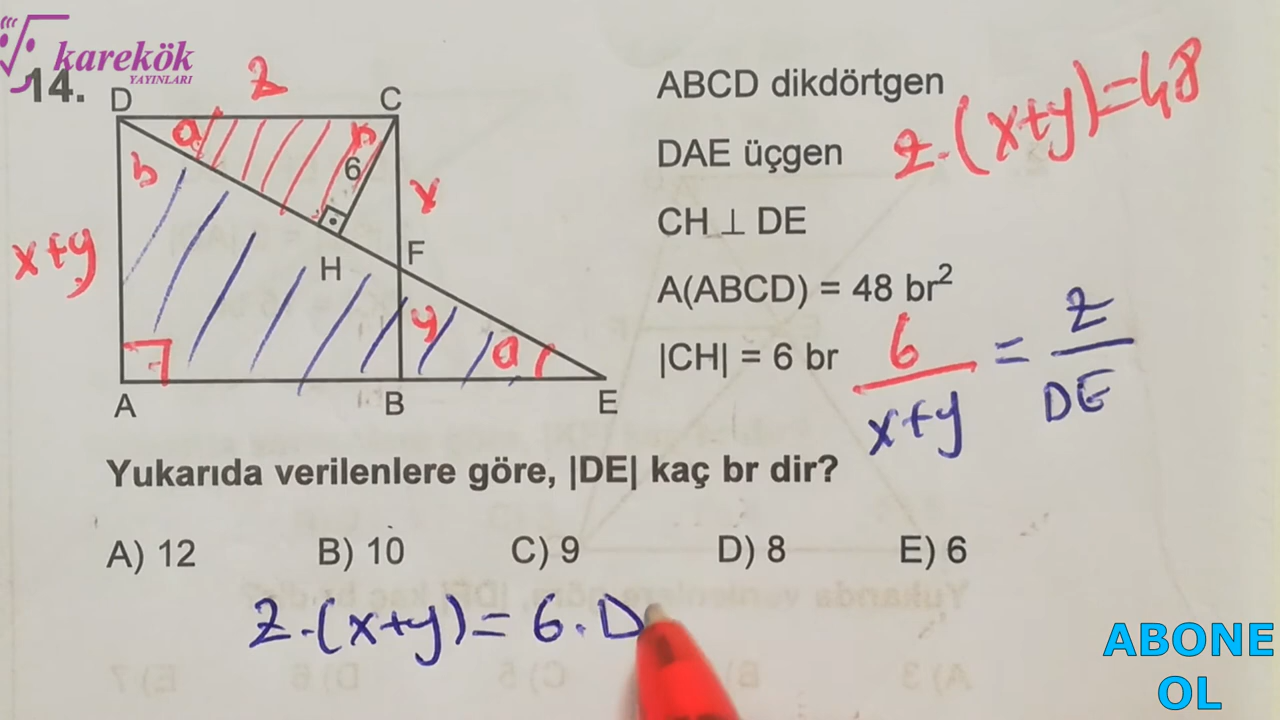 karekök
YAYINLARI
14.
D
z
C
a
b
6
b
x
x+y
H
F
y
a
A
B
E
ABCD dikdörtgen
z.(x+y)=48
DAE üçgen
CH ⊥ DE
A(ABCD) = 48 br²
|CH| = 6 br
6/x+y = z/DE
Yukarıda verilenlere göre, |DE| kaç br dir?
A) 12 B) 10 C) 9 D) 8 E) 6
z.(x+y)= 6.D
ABONE
OL